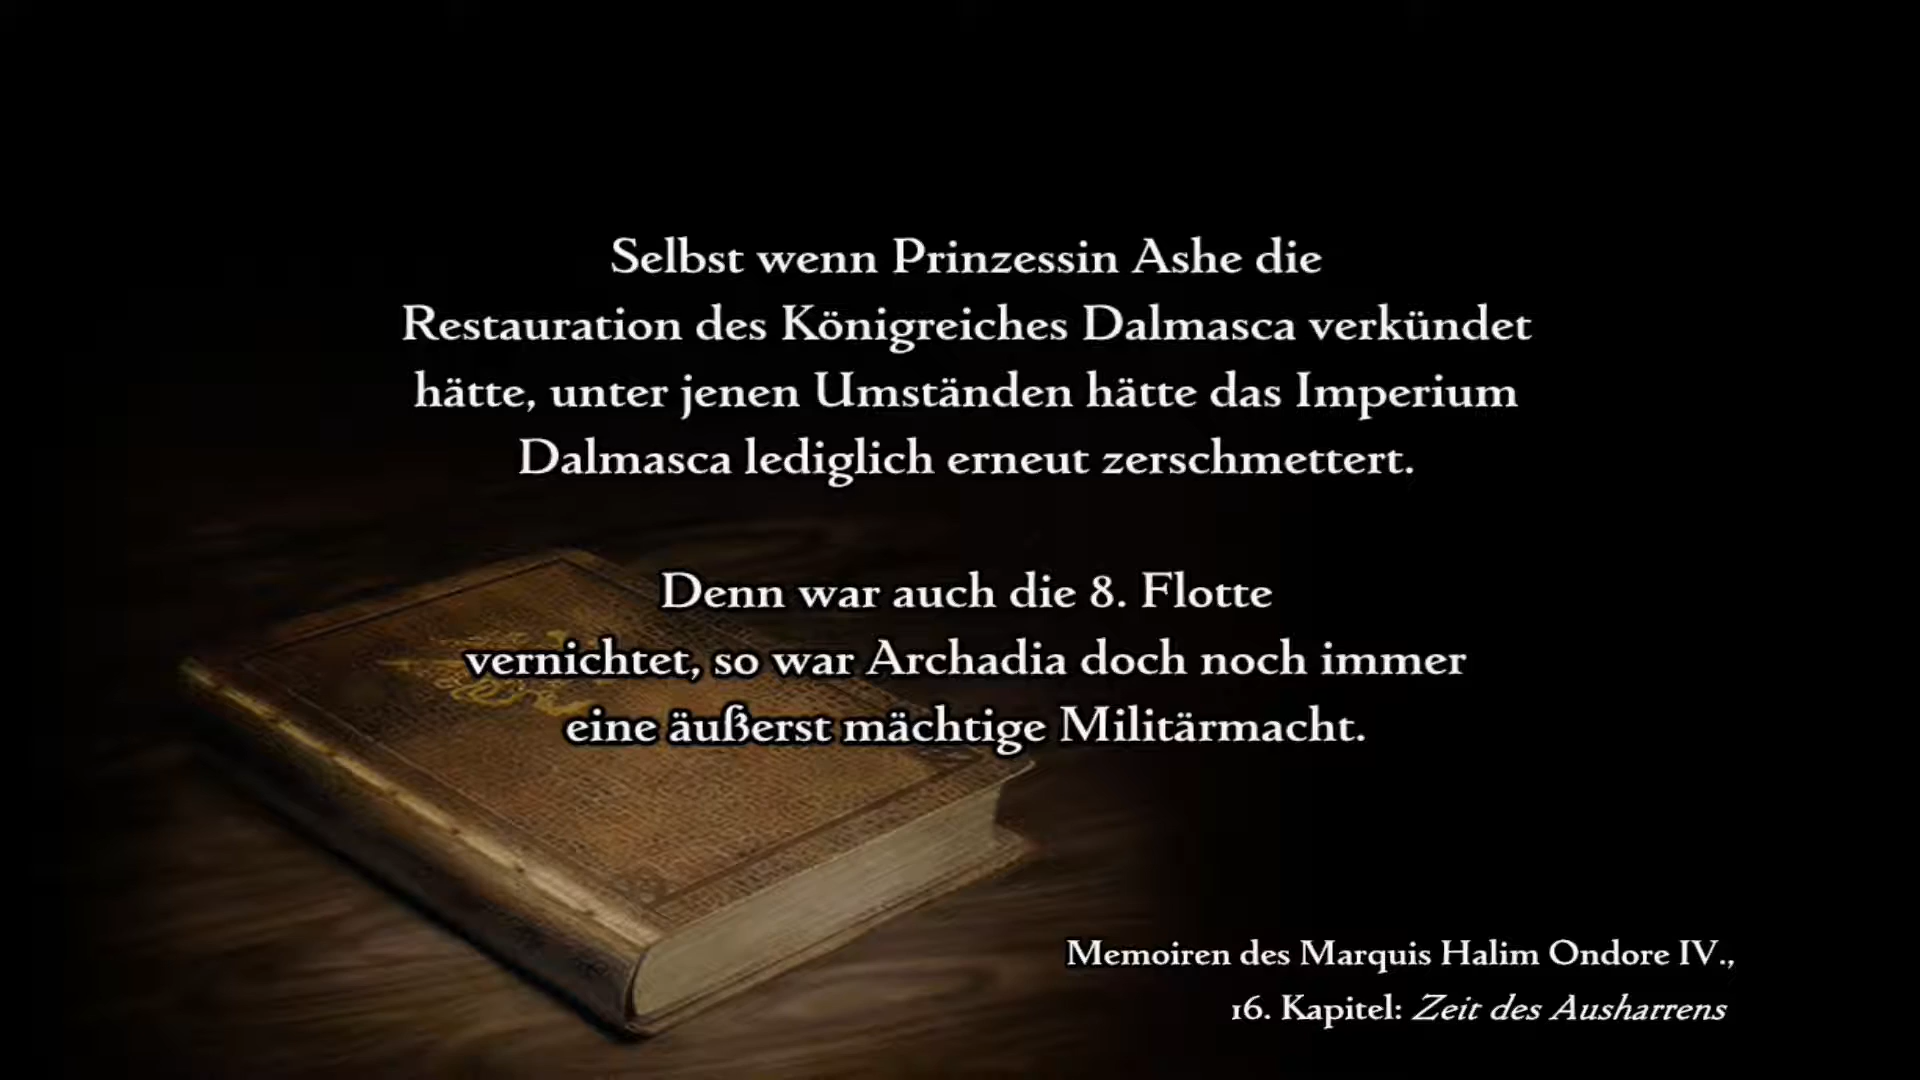 Selbst wenn Prinzessin Ashe die
Restauration des Königreiches Dalmasca verkündet
hätte, unter jenen Umständen hätte das Imperium
Dalmasca lediglich erneut zerschmettert.
Denn war auch die 8. Flotte
vernichtet, so war Archadia doch noch immer
eine äußerst mächtige Militärmacht.
Memoiren des Marquis Halim Ondore IV.,
16. Kapitel: Zeit des Ausharrens